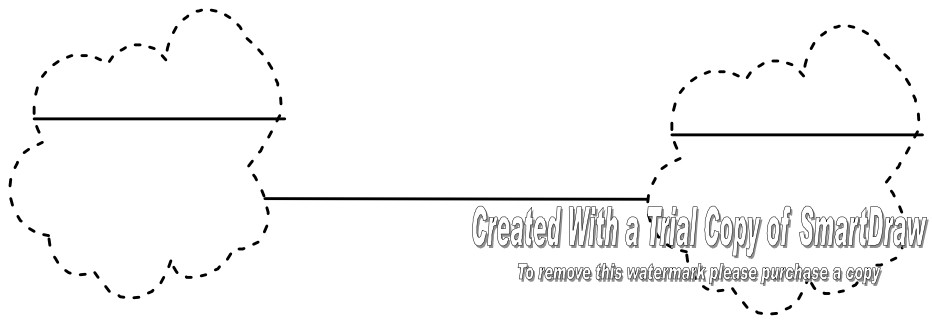 Created With a Trial Copy of SmartDraw
To remove this watermark please purchase a copy